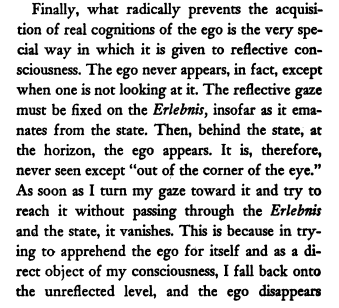 Finally, what radically prevents the acquisi-
tion of real cognitions of the ego is the very spe-
cial way in which it is given to reflective con-
sciousness. The ego never appears, in fact, except
when one is not looking at it. The reflective gaze
must be fixed on the Erlebnis, insofar as it ema-
nates from the state. Then, behind the state, at
the horizon, the ego appears. It is, therefore,
never seen except "out of the corner of the eye."
As soon as I turn my gaze toward it and try to
reach it without passing through the Erlebnis
and the state, it vanishes. This is because in try-
ing to apprehend the ego for itself and as a di-
rect object of my consciousness, I fall back onto
the unreflected level, and the ego disappears